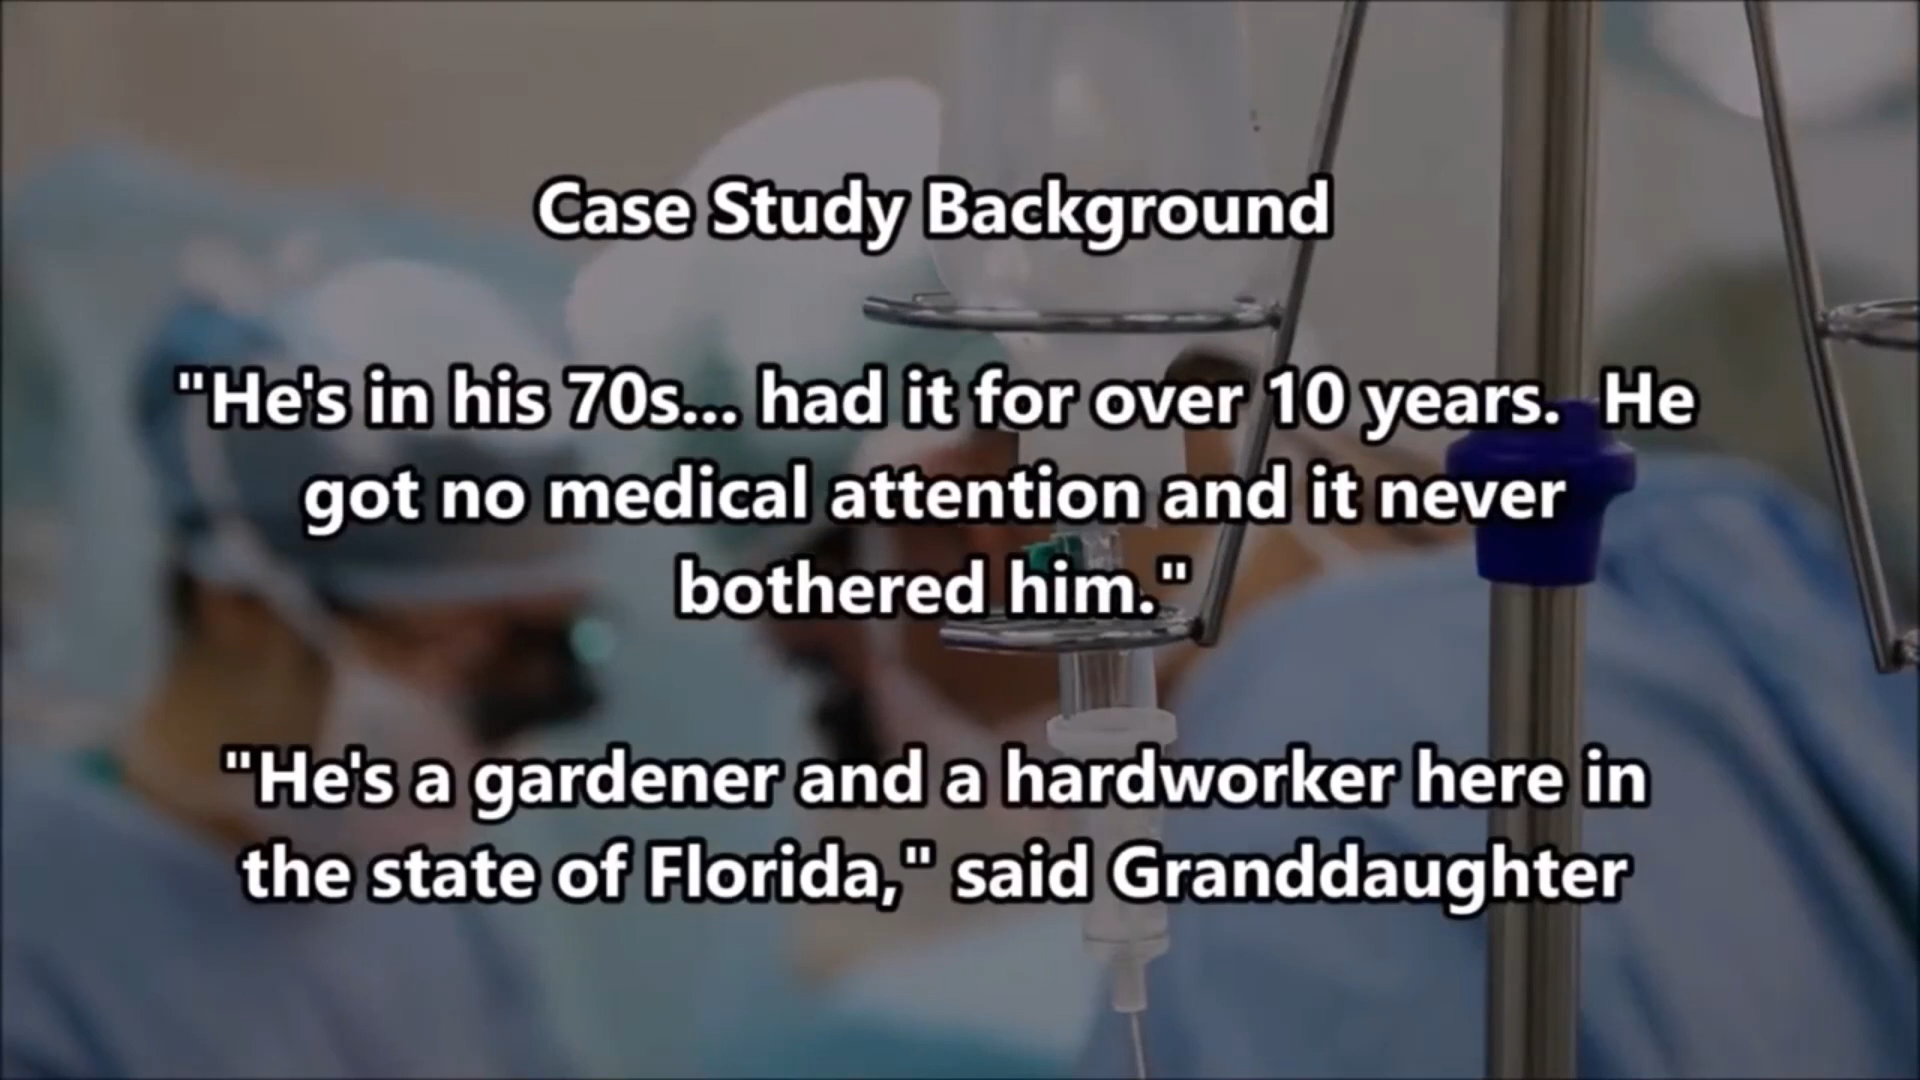 Case Study Background
"He's in his 70s... had it for over 10 years.  He
got no medical attention and it never
bothered him."
"He's a gardener and a hardworker here in
the state of Florida," said Granddaughter